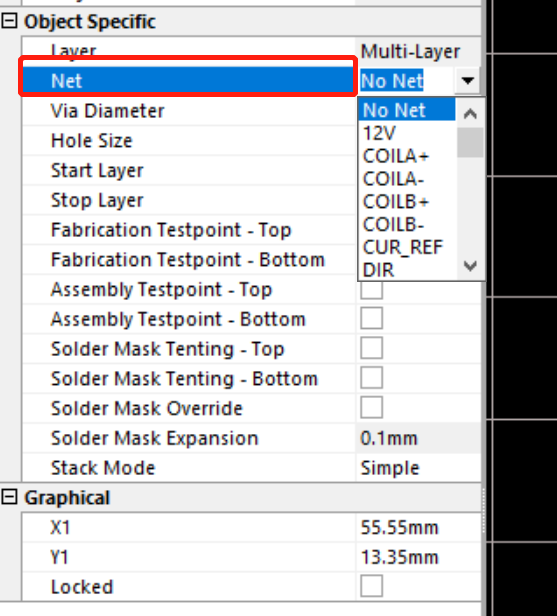 Object Specific
Layer Multi-Layer
Net No Net
Via Diameter No Net
12V
Hole Size COILA+
Start Layer COILA-
Stop Layer COILB+
COILB-
Fabrication Testpoint - Top CUR_REF
Fabrication Testpoint - Bottom DIR
Assembly Testpoint - Top
Assembly Testpoint - Bottom
Solder Mask Tenting - Top
Solder Mask Tenting - Bottom
Solder Mask Override
Solder Mask Expansion 0.1mm
Stack Mode Simple
Graphical
X1 55.55mm
Y1 13.35mm
Locked